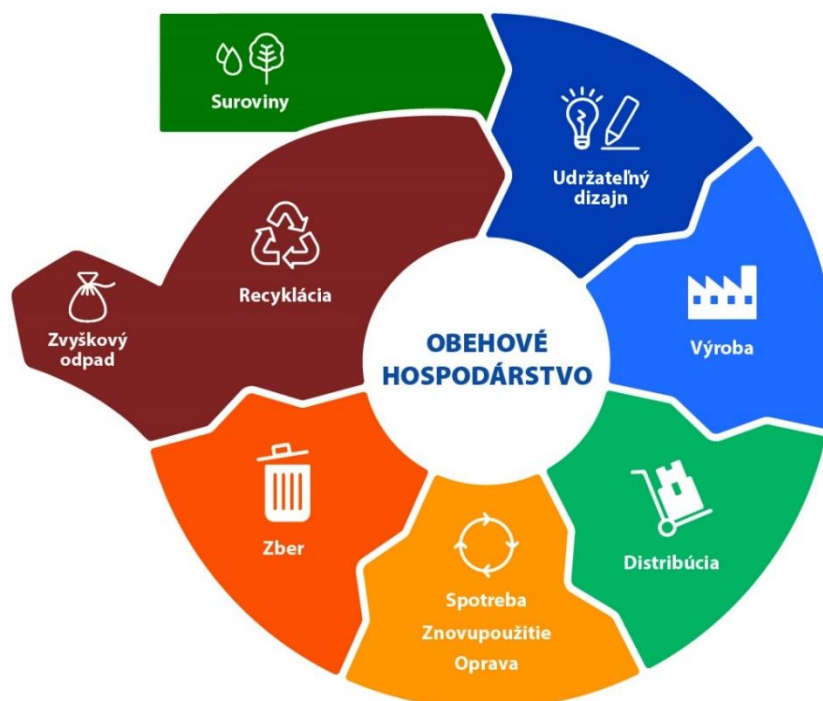 Suroviny
Udržateľný
dizajn
Výroba
Distribúcia
Spotreba
Znovupoužitie
Oprava
Zber
Recyklácia
Zvyškový
odpad
OBEHOVÉ
HOSPODÁRSTVO